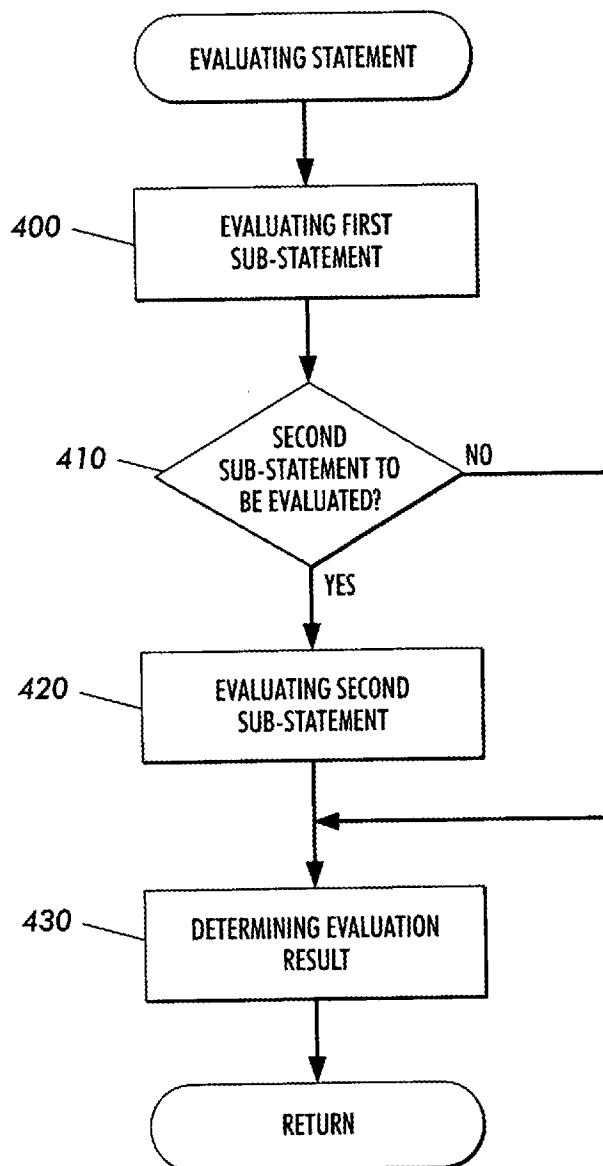 EVALUATING STATEMENT
400
EVALUATING FIRST
SUB-STATEMENT
410
SECOND
SUB-STATEMENT TO
BE EVALUATED?
NO
YES
420
EVALUATING SECOND
SUB-STATEMENT
430
DETERMINING EVALUATION
RESULT
RETURN